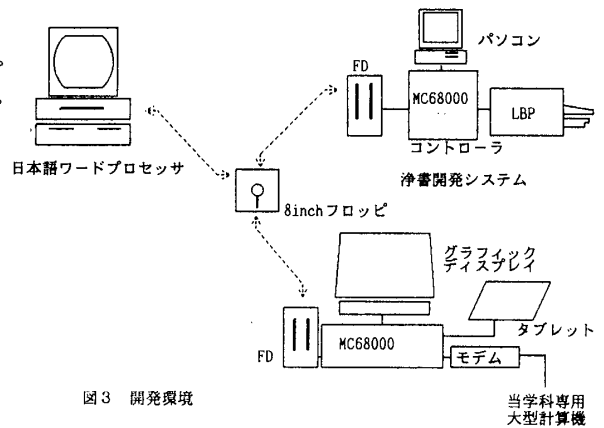 パソコン
FD
MC68000
LBP
コントローラ
日本語ワードプロセッサ
浄書開発システム
8inchフロッピ
グラフィック
ディスプレイ
タブレット
MC68000
FD
モデム
図3 開発環境
当学科専用
大型計算機